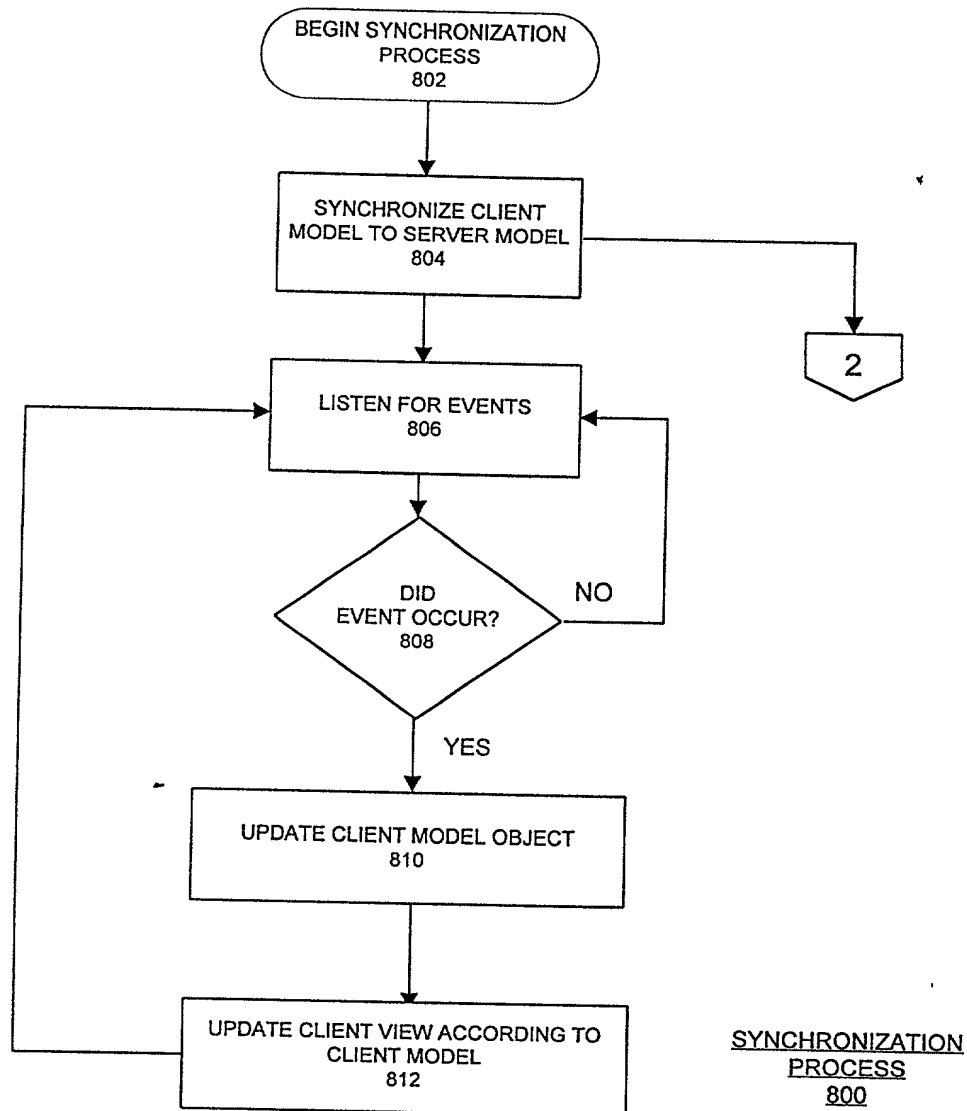 BEGIN SYNCHRONIZATION
PROCESS
802
SYNCHRONIZE CLIENT
MODEL TO SERVER MODEL
804
2
LISTEN FOR EVENTS
806
DID
EVENT OCCUR?
808
NO
YES
UPDATE CLIENT MODEL OBJECT
810
UPDATE CLIENT VIEW ACCORDING TO
CLIENT MODEL
812
SYNCHRONIZATION
PROCESS
800